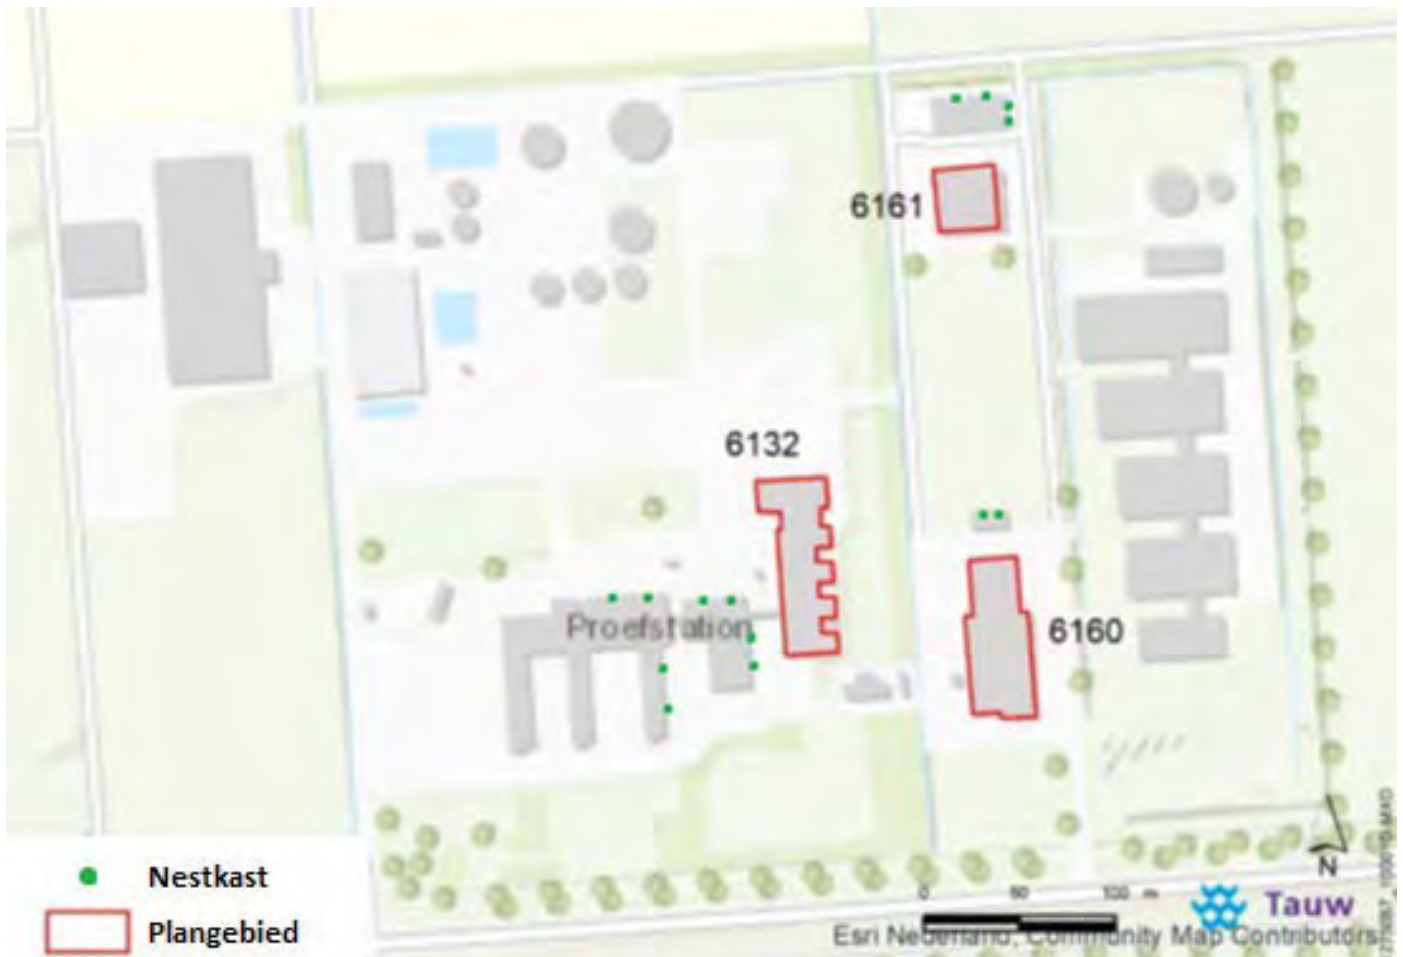 6161
6132
Proefstation
6160
Nestkast
Plangebied
0 50 100 m
N
Tauw
Esri Nederland, Community Map Contributors